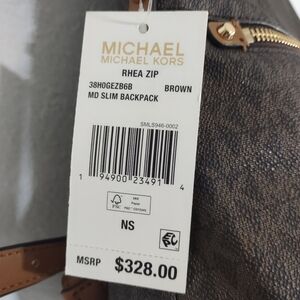 MICHAEL
MICHAEL KORS
RHEA ZIP
38H0GEZB6B BROWN
MD SLIM BACKPACK
SMLS946-0002
1 94900 23491 4
FSC
NS
MSRP $328.00